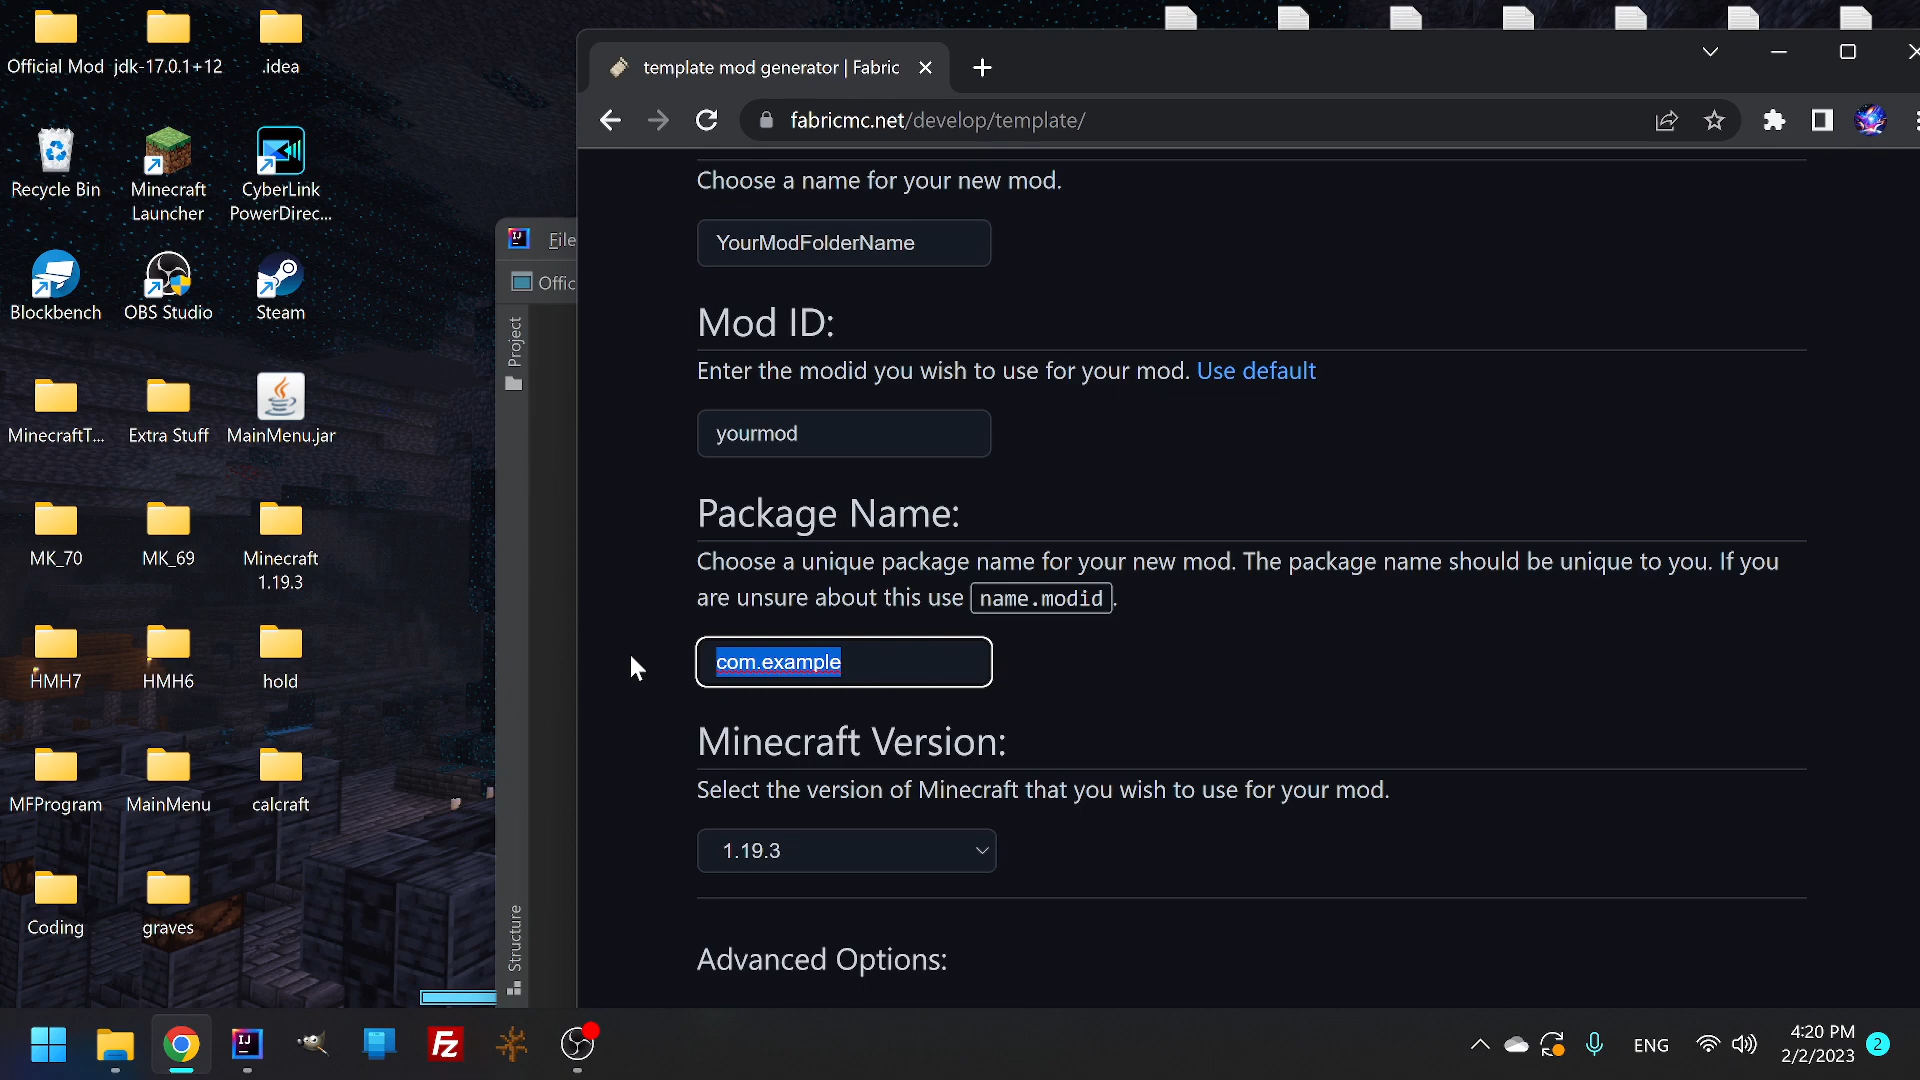 Official Mod
jdk-17.0.1+12
.idea
Recycle Bin
Minecraft
Launcher
CyberLink
PowerDirec...
Blockbench
OBS Studio
Steam
MinecraftT...
Extra Stuff
MainMenu.jar
MK_70
MK_69
Minecraft
1.19.3
HMH7
HMH6
hold
MFProgram
MainMenu
calcraft
Coding
graves
IJ
File
Offic
Project
Structure
template mod generator | Fabric
fabricmc.net/develop/template/
Choose a name for your new mod.
YourModFolderName
Mod ID:
Enter the modid you wish to use for your mod. Use default
yourmod
Package Name:
Choose a unique package name for your new mod. The package name should be unique to you. If you
are unsure about this use name.modid.
com.example
Minecraft Version:
Select the version of Minecraft that you wish to use for your mod.
1.19.3
Advanced Options:
IJ
Fz
ENG
4:20 PM
2/2/2023
2